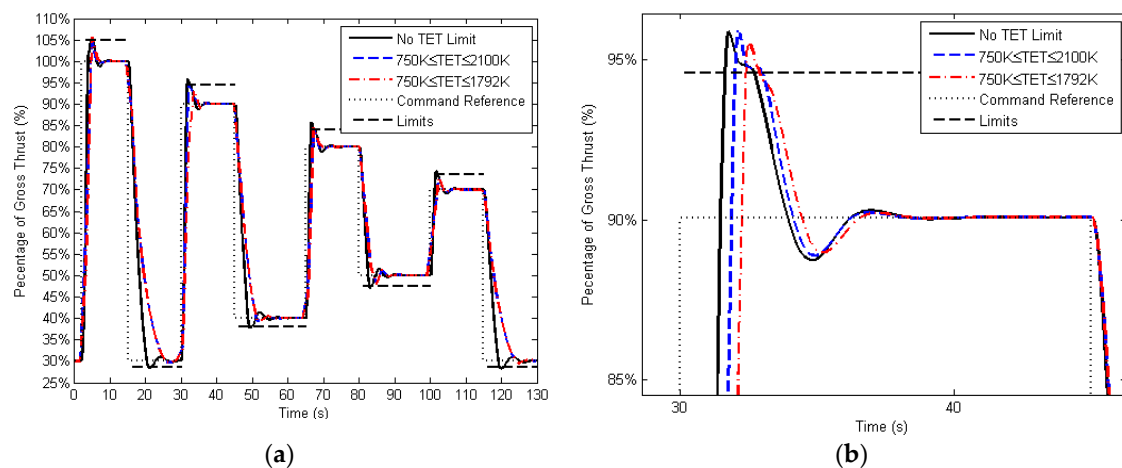 110%
105%
100%
95%
90%
85%
80%
75%
70%
65%
60%
55%
50%
45%
40%
35%
30%
25%
Pecentage of Gross Thrust (%)
No TET Limit
750K≤TET≤2100K
750K≤TET≤1792K
Command Reference
Limits
0 10 20 30 40 50 60 70 80 90 100 110 120 130
Time (s)
(a)
95%
90%
85%
Pecentage of Gross Thrust (%)
No TET Limit
750K≤TET≤2100K
750K≤TET≤1792K
Command Reference
Limits
30 40
Time (s)
(b)